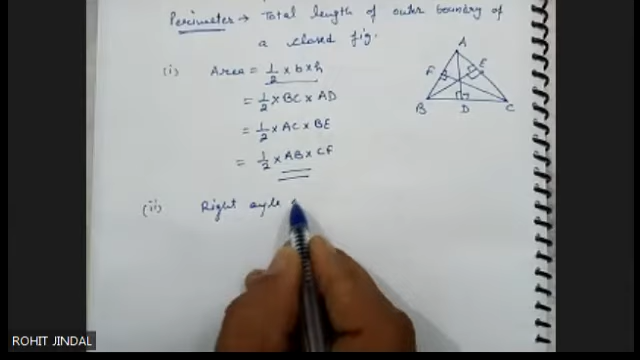 Perimeter → Total length of outer boundary of
a closed fig.
(i) Area = 1/2 × b × h
= 1/2 × BC × AD
= 1/2 × AC × BE
= 1/2 × AB × CF
A
F E
B D C
(ii) Right angle
ROHIT JINDAL